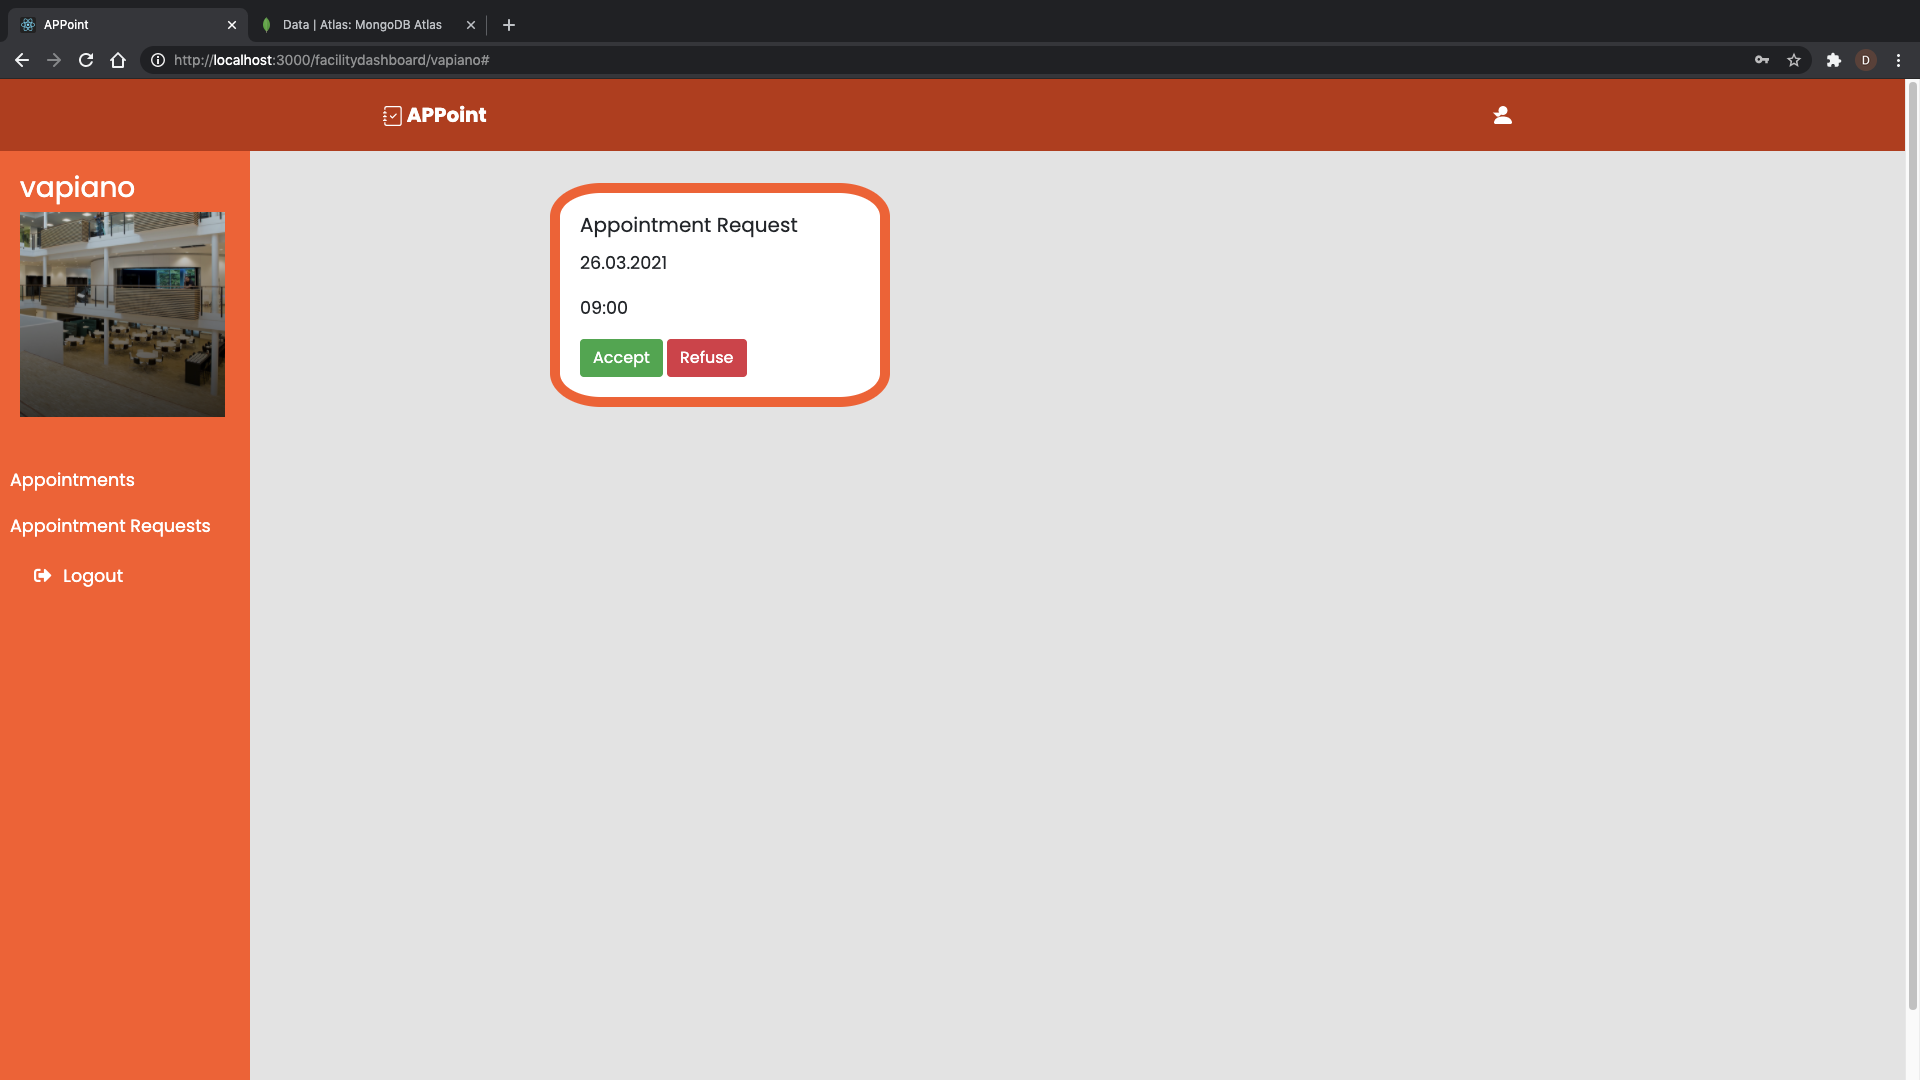 APPoint
Data | Atlas: MongoDB Atlas
http://localhost:3000/facilitydashboard/vapiano#
D
APPoint
vapiano
Appointments
Appointment Requests
Logout
Appointment Request
26.03.2021
09:00
Accept Refuse